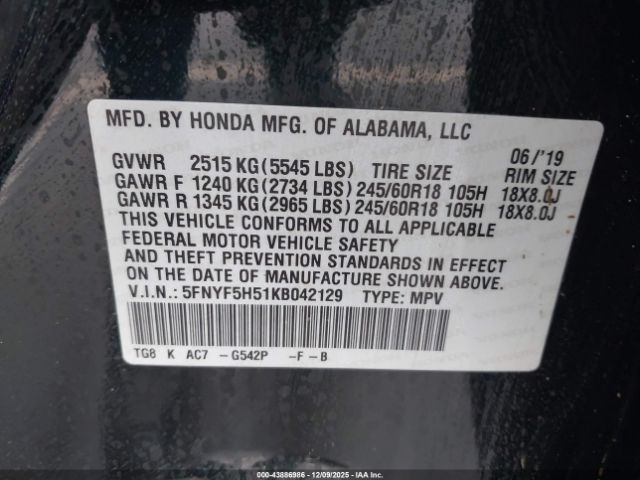 MFD. BY HONDA MFG. OF ALABAMA, LLC
06/'19
GVWR 2515 KG(5545 LBS) TIRE SIZE RIM SIZE
GAWR F 1240 KG(2734 LBS)245/60R18 105H 18X8.0J
GAWR R 1345 KG(2965 LBS)245/60R18 105H 18X8.0J
THIS VEHICLE CONFORMS TO ALL APPLICABLE
FEDERAL MOTOR VEHICLE SAFETY
AND THEFT PREVENTION STANDARDS IN EFFECT
ON THE DATE OF MANUFACTURE SHOWN ABOVE.
V.I.N.: 5FNYF5H51KB042129 TYPE: MPV
TG8 K AC7 -G542P -F-B
000-43886986 - 12/09/2025 - IAAI.COM